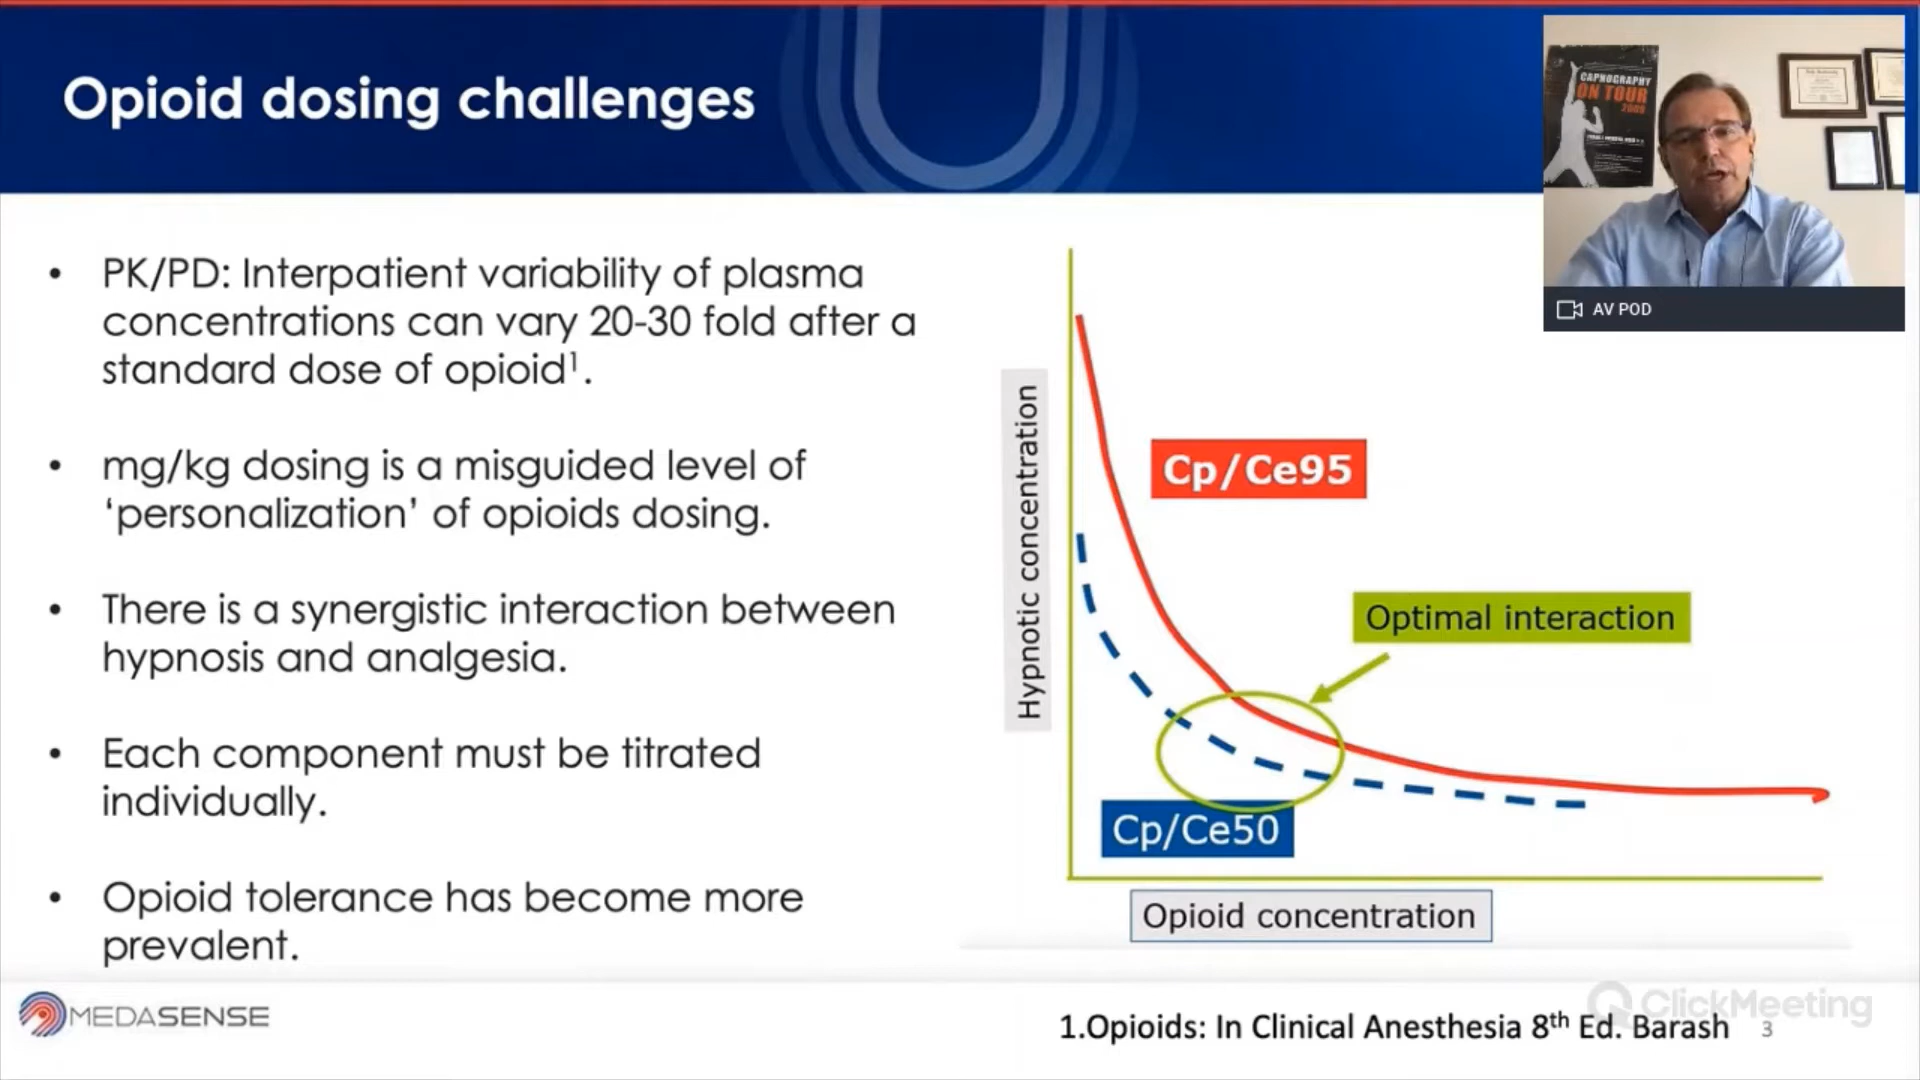 Opioid dosing challenges
CAPNOGRAPHY
ON TOUR
2009
AV POD
• PK/PD: Interpatient variability of plasma
concentrations can vary 20-30 fold after a
standard dose of opioid¹.
• mg/kg dosing is a misguided level of
‘personalization’ of opioids dosing.
• There is a synergistic interaction between
hypnosis and analgesia.
• Each component must be titrated
individually.
• Opioid tolerance has become more
prevalent.
Hypnotic concentration
Cp/Ce95
Optimal interaction
Cp/Ce50
Opioid concentration
MEDASENSE
ClickMeeting
1.Opioids: In Clinical Anesthesia 8th Ed. Barash
3